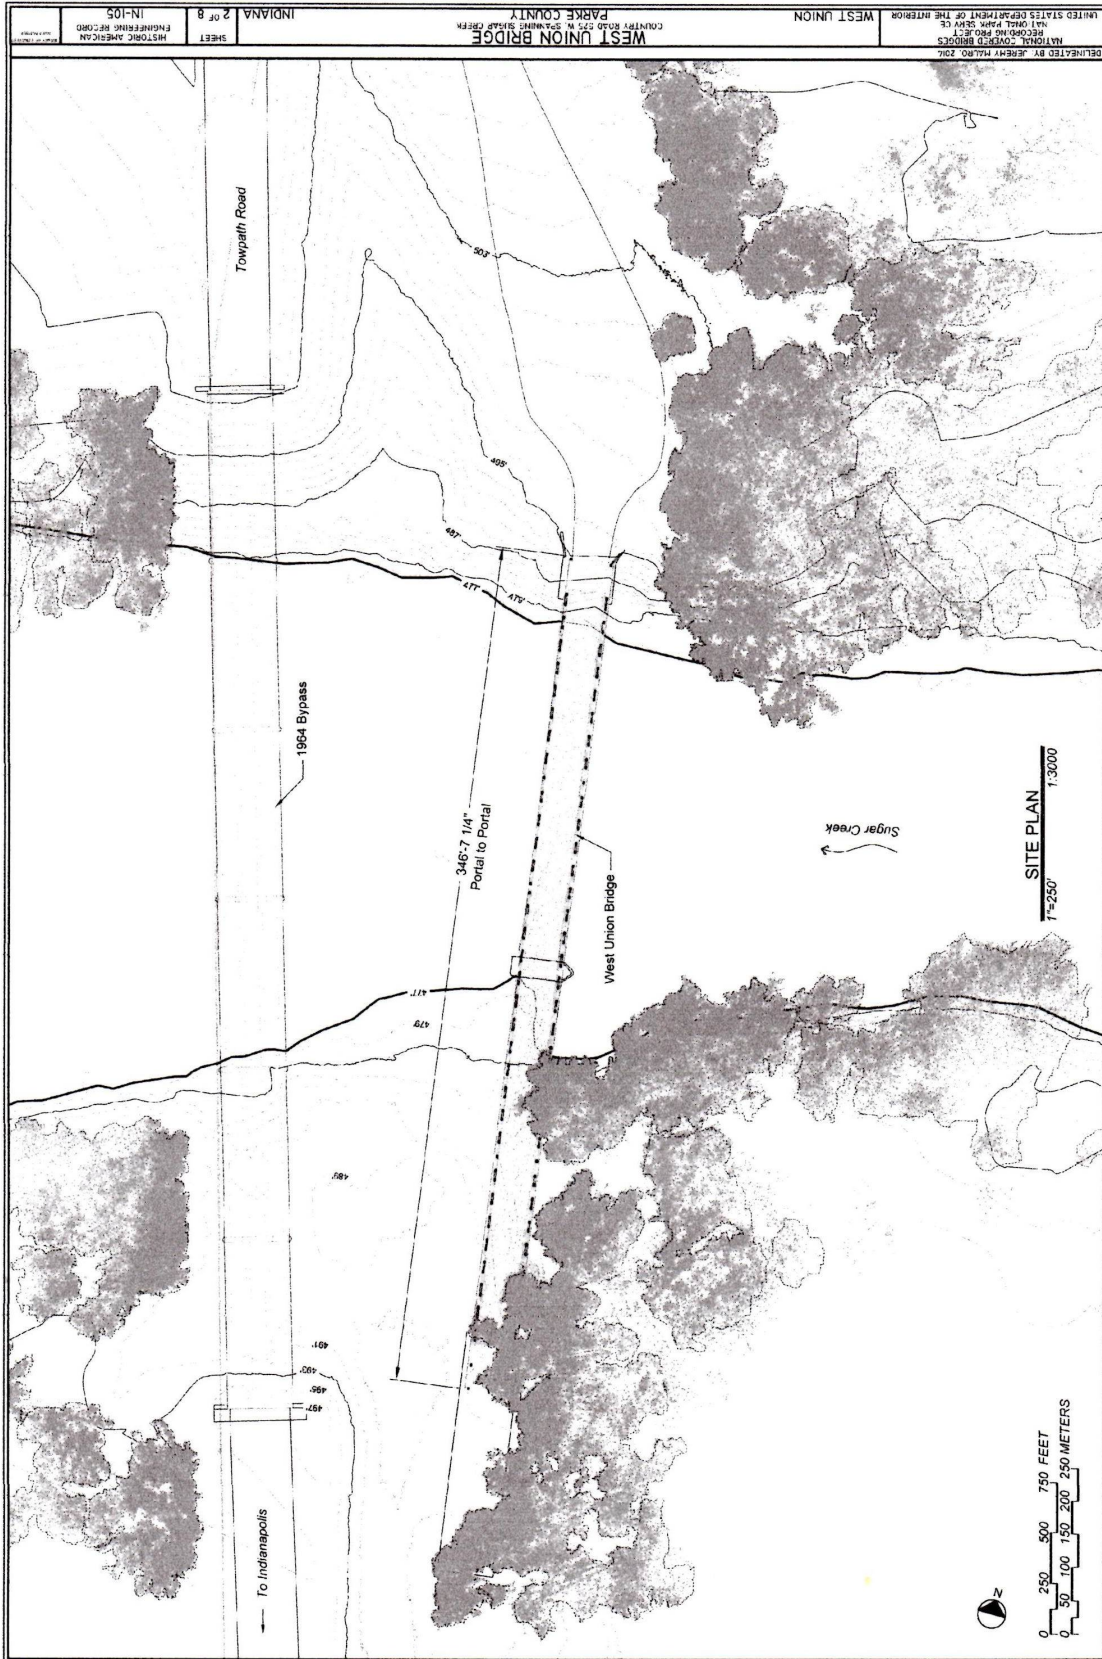 DELINEATED BY: JEREMY MAURO, 2014
NATIONAL COVERED BRIDGES
RECORDING PROJECT
NATIONAL PARK SERVICE
UNITED STATES DEPARTMENT OF THE INTERIOR
WEST UNION
WEST UNION BRIDGE
COUNTRY ROAD 525 W, SPANNING SUGAR CREEK
PARKE COUNTY
INDIANA
SHEET
2 OF 8
HISTORIC AMERICAN
ENGINEERING RECORD
IN-105
Towpath Road
503'
495'
487'
477'
479'
1964 Bypass
346'-7 1/4"
Portal to Portal
West Union Bridge
Sugar Creek
477'
479'
489'
491'
493'
495'
497'
To Indianapolis
SITE PLAN
1"=250'
1:3000
N
0 250 500 750 FEET
0 50 100 150 200 250 METERS